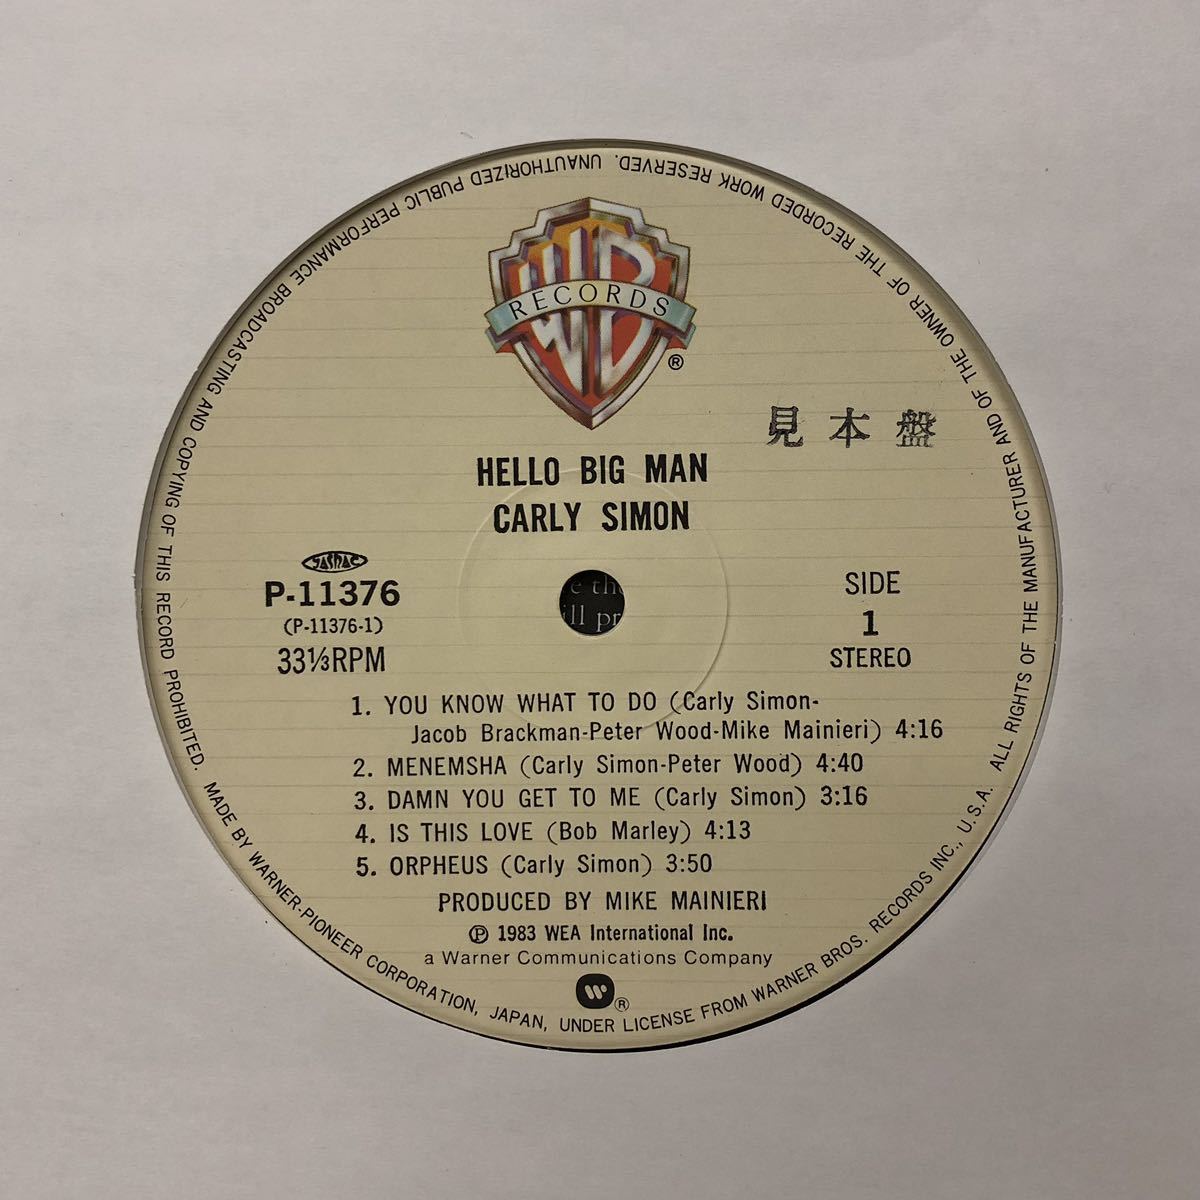 WB
RECORDS
®
見本盤
HELLO BIG MAN
CARLY SIMON
JASRAC
P-11376
(P-11376-1)
33⅓RPM
SIDE
1
STEREO
e the
ill pr
1. YOU KNOW WHAT TO DO (Carly Simon-
Jacob Brackman-Peter Wood-Mike Mainieri) 4:16
2. MENEMSHA (Carly Simon-Peter Wood) 4:40
3. DAMN YOU GET TO ME (Carly Simon) 3:16
4. IS THIS LOVE (Bob Marley) 4:13
5. ORPHEUS (Carly Simon) 3:50
PRODUCED BY MIKE MAINIERI
Ⓟ 1983 WEA International Inc.
a Warner Communications Company
®
MADE BY WARNER-PIONEER CORPORATION, JAPAN, UNDER LICENSE FROM WARNER BROS. RECORDS INC., U.S.A. ALL RIGHTS OF THE MANUFACTURER AND OF THE OWNER OF THE RECORDED WORK RESERVED. UNAUTHORIZED PUBLIC PERFORMANCE BROADCASTING AND COPYING OF THIS RECORD PROHIBITED.